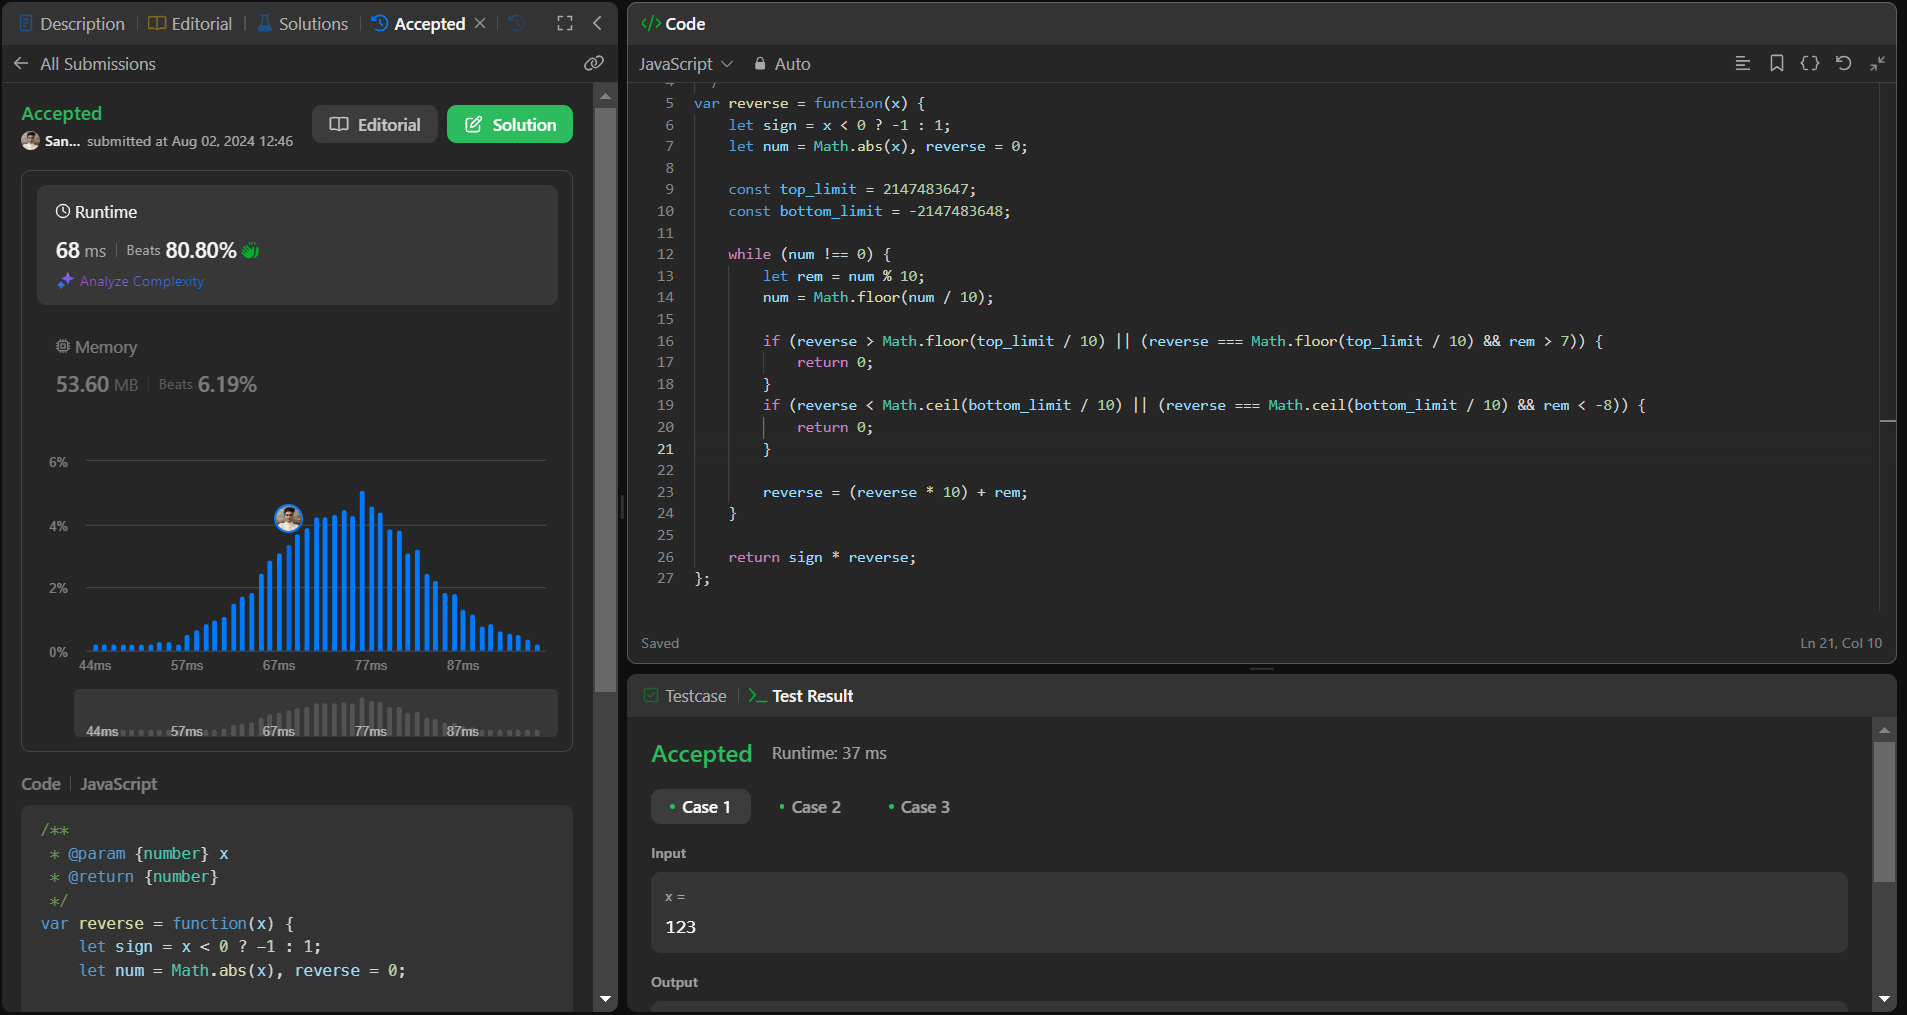 Description
Editorial
Solutions
Accepted
All Submissions
Accepted
San... submitted at Aug 02, 2024 12:46
Editorial
Solution
Runtime
68 ms
Beats 80.80%
Analyze Complexity
Memory
53.60 MB
Beats 6.19%
6%
4%
2%
0%
44ms 57ms 67ms 77ms 87ms
44ms 57ms 67ms 77ms 87ms
Code
JavaScript
/**
 * @param {number} x
 * @return {number}
 */
var reverse = function(x) {
    let sign = x < 0 ? -1 : 1;
    let num = Math.abs(x), reverse = 0;
</> Code
JavaScript
Auto
5 var reverse = function(x) {
6     let sign = x < 0 ? -1 : 1;
7     let num = Math.abs(x), reverse = 0;
8
9     const top_limit = 2147483647;
10     const bottom_limit = -2147483648;
11
12     while (num !== 0) {
13         let rem = num % 10;
14         num = Math.floor(num / 10);
15
16         if (reverse > Math.floor(top_limit / 10) || (reverse === Math.floor(top_limit / 10) && rem > 7)) {
17             return 0;
18         }
19         if (reverse < Math.ceil(bottom_limit / 10) || (reverse === Math.ceil(bottom_limit / 10) && rem < -8)) {
20             return 0;
21         }
22
23         reverse = (reverse * 10) + rem;
24     }
25
26     return sign * reverse;
27 };
Saved
Ln 21, Col 10
Testcase
Test Result
Accepted
Runtime: 37 ms
Case 1
Case 2
Case 3
Input
x =
123
Output